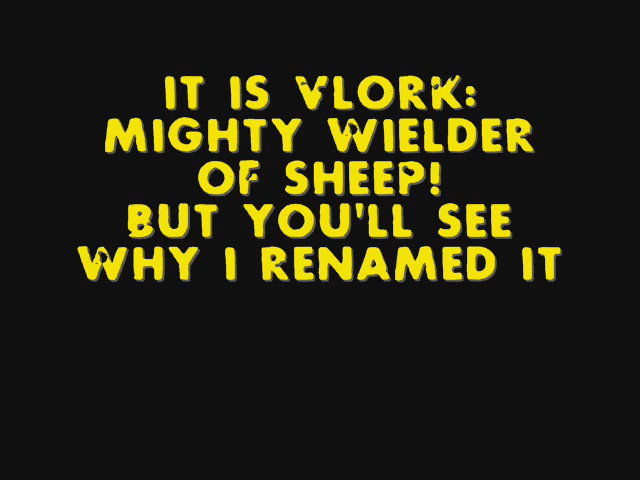 IT IS VLORK:
MIGHTY WIELDER
OF SHEEP!
BUT YOU'LL SEE
WHY I RENAMED IT